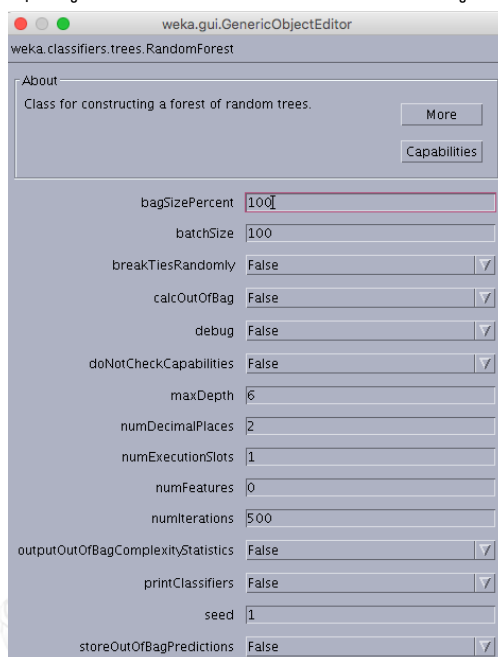 weka.gui.GenericObjectEditor
weka.classifiers.trees.RandomForest
About
Class for constructing a forest of random trees.
More
Capabilities
bagSizePercent 100
batchSize 100
breakTiesRandomly False
calcOutOfBag False
debug False
doNotCheckCapabilities False
maxDepth 6
numDecimalPlaces 2
numExecutionSlots 1
numFeatures 0
numIterations 500
outputOutOfBagComplexityStatistics False
printClassifiers False
seed 1
storeOutOfBagPredictions False